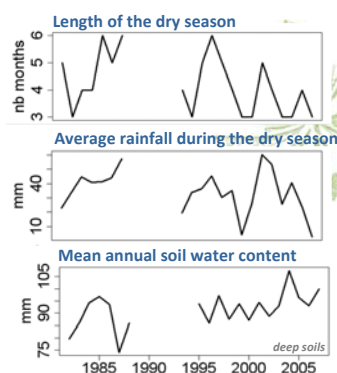 Length of the dry season
nb months
6
5
4
3
Average rainfall during the dry season
mm
40
10
Mean annual soil water content
mm
105
90
75
deep soils
1985 1990 1995 2000 2005